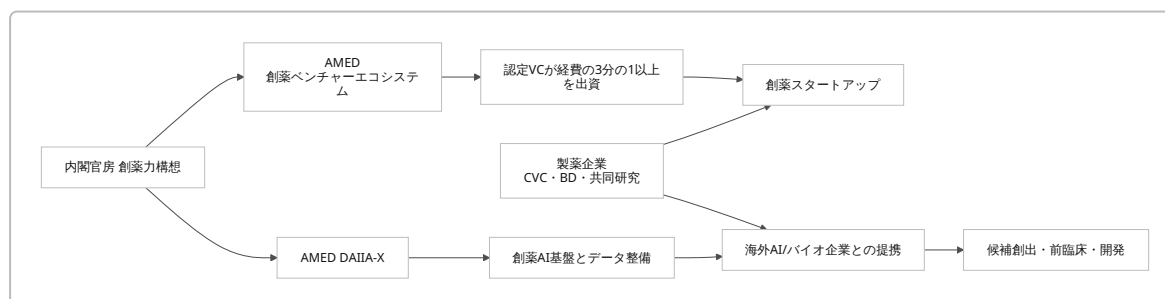 AMED
創薬ベンチャーエコシステ
ム
認定VCが経費の3分の1以上
を出資
創薬スタートアップ
内閣官房 創薬力構想
製薬企業
CVC・BD・共同研究
AMED DAIIA-X
創薬AI基盤とデータ整備
海外AI/バイオ企業との提携
候補創出・前臨床・開発